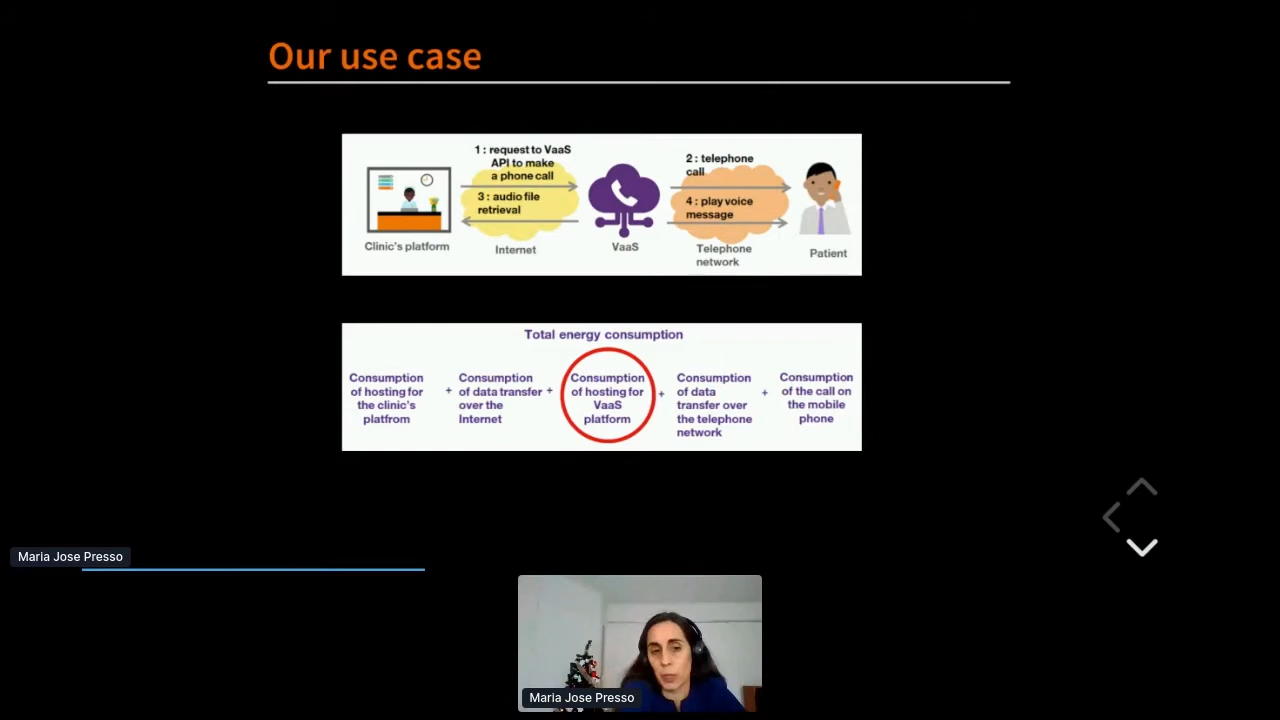 Our use case
1 : request to VaaS
API to make
a phone call
3 : audio file
retrieval
2 : telephone
call
4 : play voice
message
Clinic's platform
Internet
VaaS
Telephone
network
Patient
Total energy consumption
Consumption
of hosting for
the clinic's
platfrom
+
Consumption
of data transfer
over the
Internet
+
Consumption
of hosting for
VaaS
platform
+
Consumption
of data
transfer over
the telephone
network
+
Consumption
of the call on
the mobile
phone
Maria Jose Presso
Maria Jose Presso